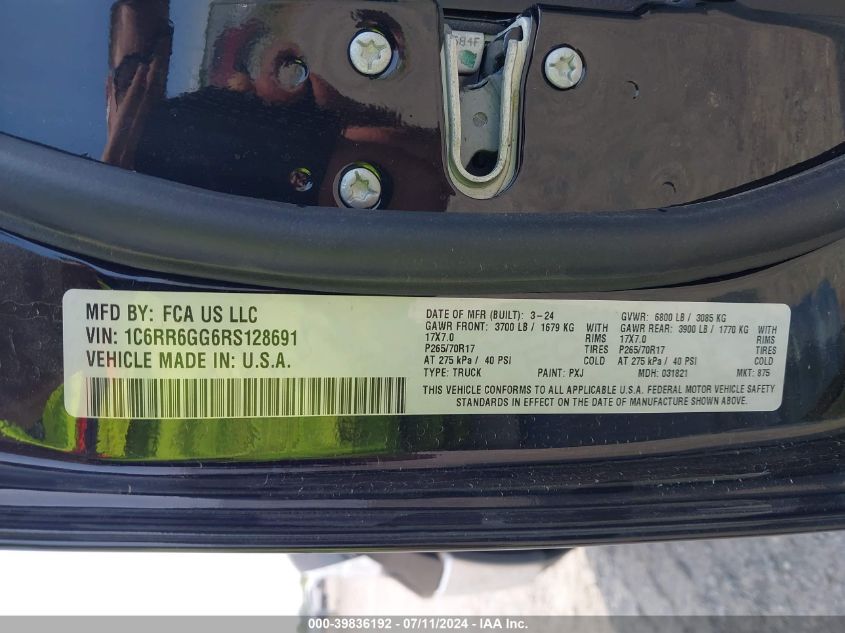 584F
MFD BY: FCA US LLC
VIN: 1C6RR6GG6RS128691
VEHICLE MADE IN: U.S.A.
DATE OF MFR (BUILT): 3-24
GAWR FRONT: 3700 LB / 1679 KG
17X7.0 RIMS
P265/70R17 TIRES
AT 275 kPa / 40 PSI COLD
TYPE: TRUCK PAINT: PXJ
GVWR: 6800 LB / 3085 KG
GAWR REAR: 3900 LB / 1770 KG
17X7.0 RIMS
P265/70R17 TIRES
AT 275 kPa / 40 PSI COLD
MDH: 031821 MKT: 875
THIS VEHICLE CONFORMS TO ALL APPLICABLE U.S.A. FEDERAL MOTOR VEHICLE SAFETY
STANDARDS IN EFFECT ON THE DATE OF MANUFACTURE SHOWN ABOVE.
000-39836192 - 07/11/2024 - IAAI.com